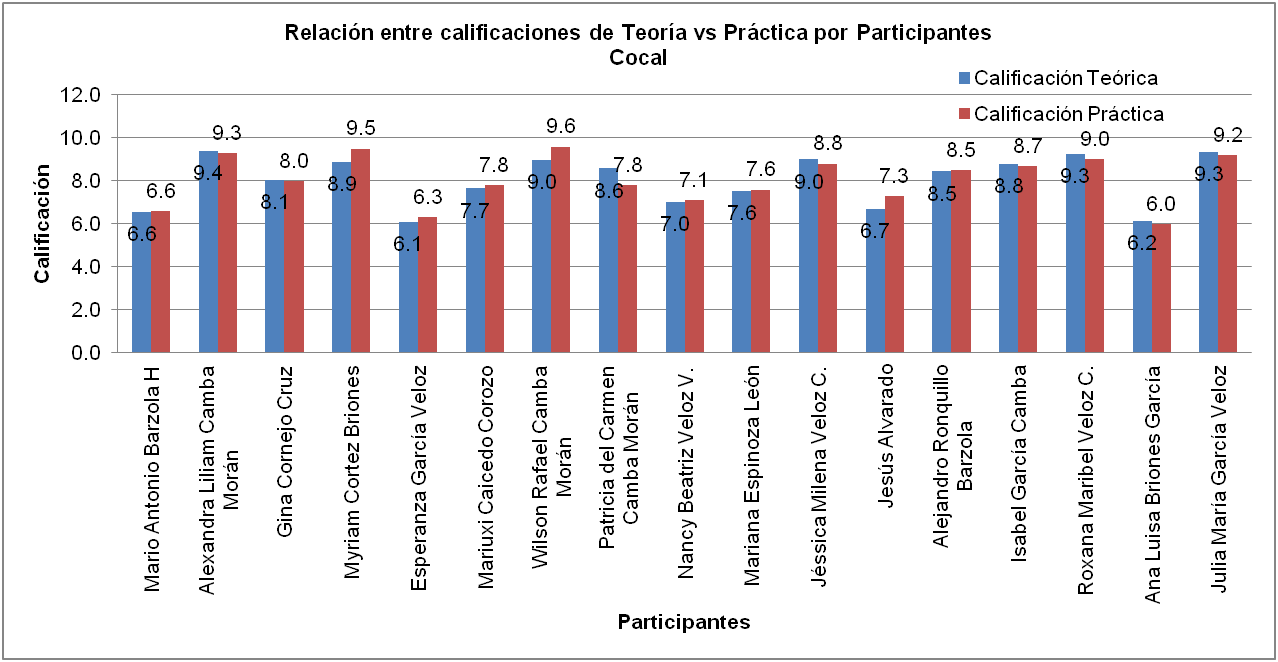 Relación entre calificaciones de Teoría vs Práctica por Participantes
Cocal
Calificación Teórica
Calificación Práctica
Calificación
12.0
10.0
8.0
6.0
4.0
2.0
0.0
6.6
6.6
9.4
9.3
8.1
8.0
8.9
9.5
6.1
6.3
7.7
7.8
9.0
9.6
8.6
7.8
7.0
7.1
7.6
7.6
9.0
8.8
6.7
7.3
8.5
8.5
8.8
8.7
9.3
9.0
6.2
6.0
9.3
9.2
Mario Antonio Barzola H
Alexandra Liliam Camba
Morán
Gina Cornejo Cruz
Myriam Cortez Briones
Esperanza García Veloz
Mariuxi Caicedo Corozo
Wilson Rafael Camba
Morán
Patricia del Carmen
Camba Morán
Nancy Beatriz Veloz V.
Mariana Espinoza León
Jéssica Milena Veloz C.
Jesús Alvarado
Alejandro Ronquillo
Barzola
Isabel García Camba
Roxana Maribel Veloz C.
Ana Luisa Briones García
Julia María García Veloz
Participantes